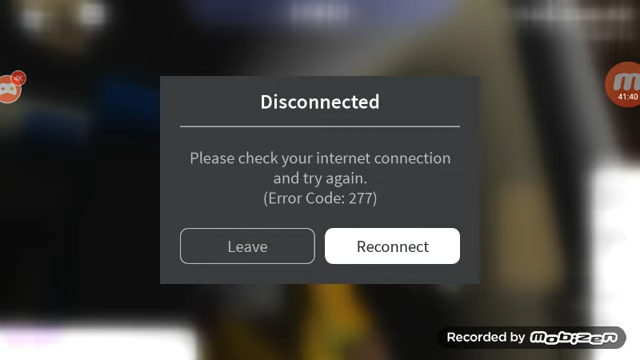 Disconnected
Please check your internet connection
and try again.
(Error Code: 277)
Leave
Reconnect
41:40
Recorded by mobizen